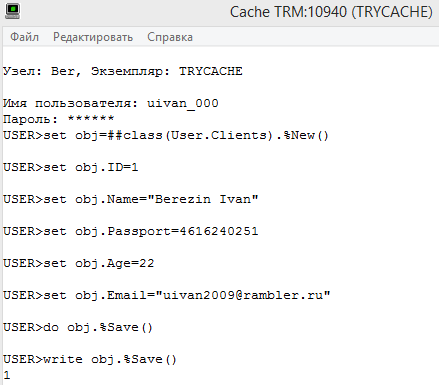 Cache TRM:10940 (TRYCACHE)
Файл Редактировать Справка
Узел: Ber, Экземпляр: TRYCACHE
Имя пользователя: uivan_000
Пароль: ******
USER>set obj=##class(User.Clients).%New()
USER>set obj.ID=1
USER>set obj.Name="Berezin Ivan"
USER>set obj.Passport=4616240251
USER>set obj.Age=22
USER>set obj.Email="uivan2009@rambler.ru"
USER>do obj.%Save()
USER>write obj.%Save()
1